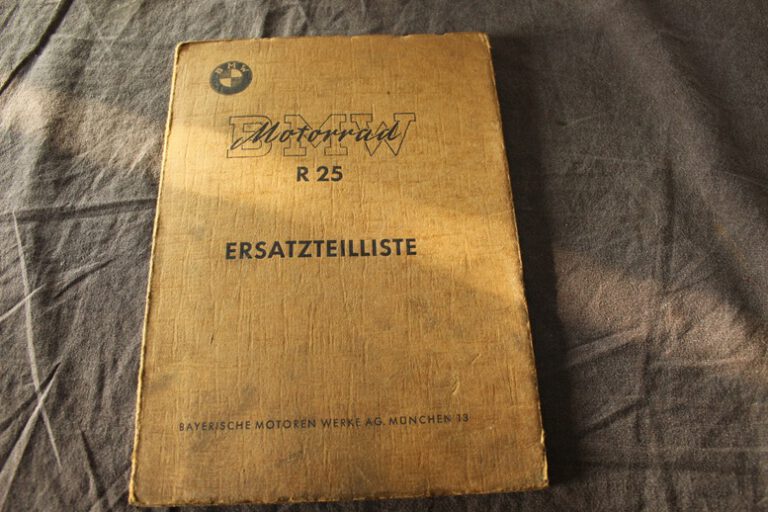 BMW
BMW Motorrad
R 25
ERSATZTEILLISTE
BAYERISCHE MOTOREN WERKE AG. MÜNCHEN 13